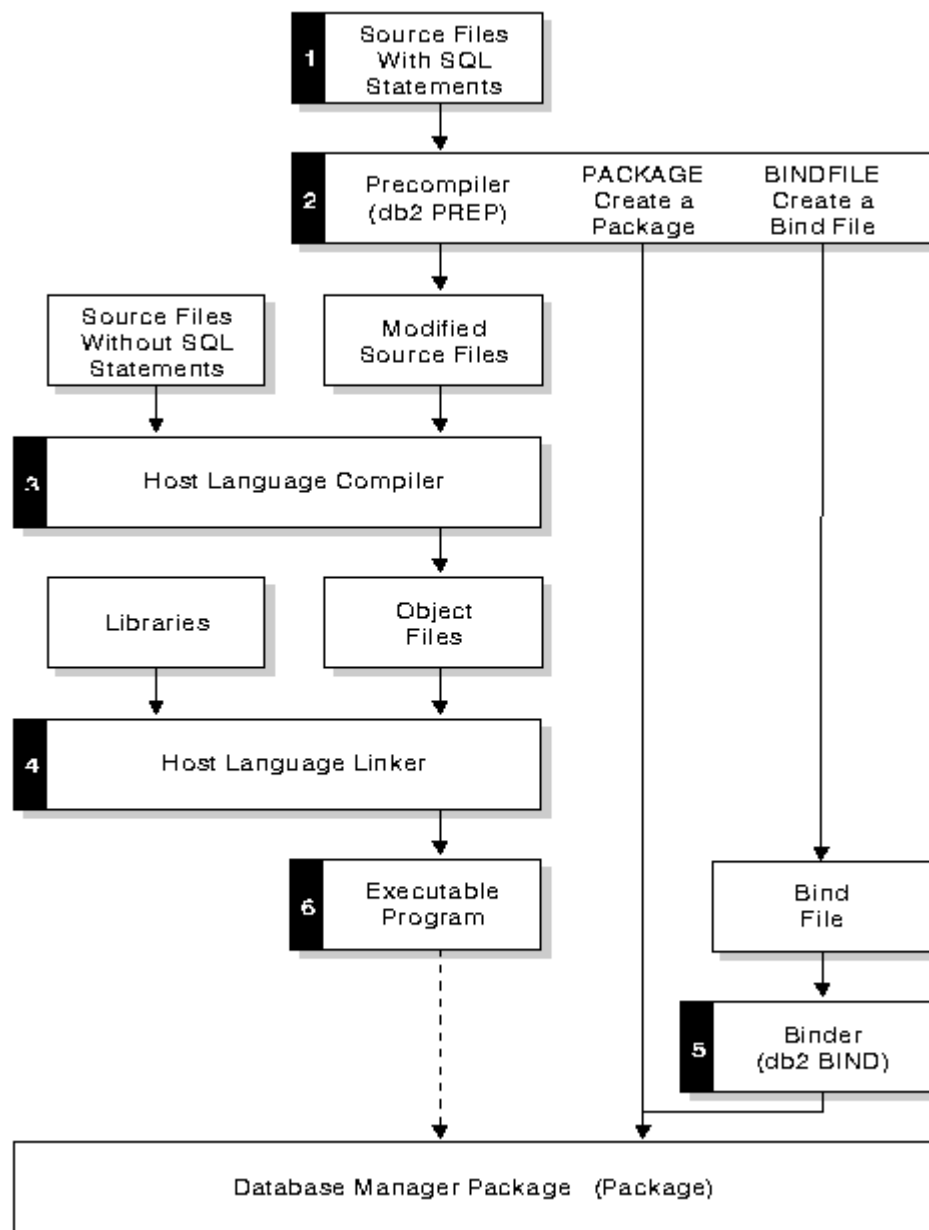 1
Source Files
With SQL
Statements
2
Precompiler
(db2 PREP)
PACKAGE
Create a
Package
BINDFILE
Create a
Bind File
Source Files
Without SQL
Statements
Modified
Source Files
3
Host Language Compiler
Libraries
Object
Files
4
Host Language Linker
6
Executable
Program
Bind
File
5
Binder
(db2 BIND)
Database Manager Package (Package)